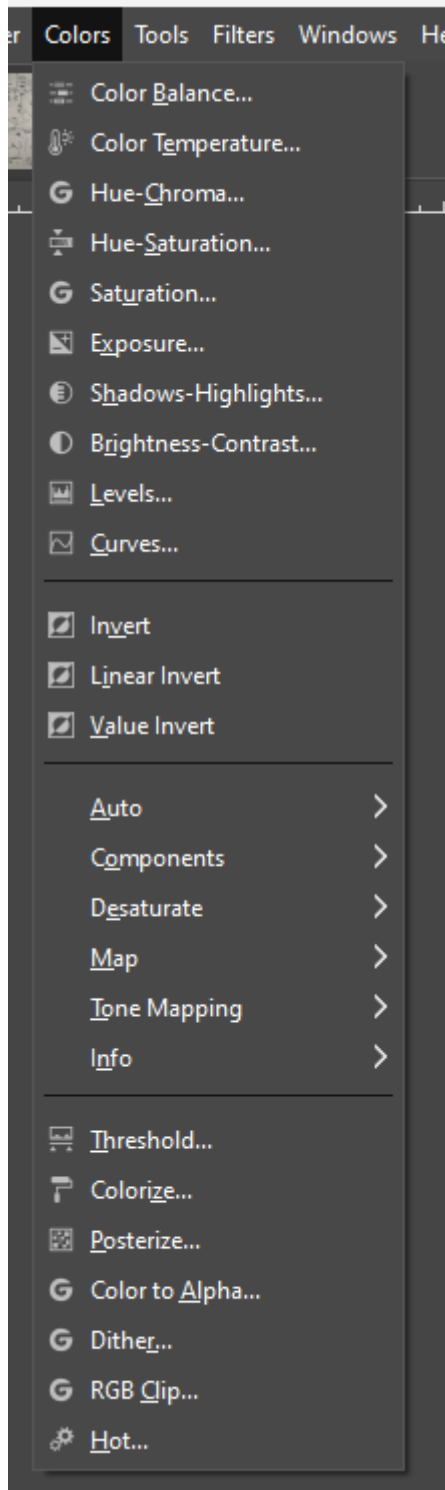 er Colors Tools Filters Windows He
Color Balance...
Color Temperature...
Hue-Chroma...
Hue-Saturation...
Saturation...
Exposure...
Shadows-Highlights...
Brightness-Contrast...
Levels...
Curves...
Invert
Linear Invert
Value Invert
Auto
Components
Desaturate
Map
Tone Mapping
Info
Threshold...
Colorize...
Posterize...
Color to Alpha...
Dither...
RGB Clip...
Hot...